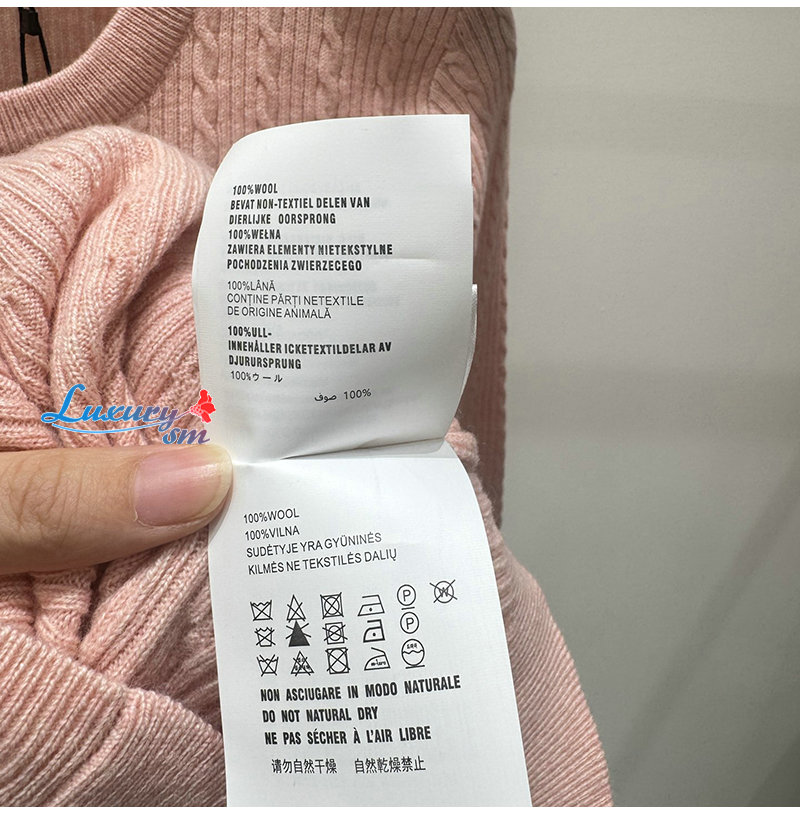 100%WOOL
BEVAT NON-TEXTIEL DELEN VAN
DIERLIJKE OORSPRONG
100%WEŁNA
ZAWIERA ELEMENTY NIETEKSTYLNE
POCHODZENIA ZWIERZECEGO
100%LÂNĂ
CONȚINE PĂRȚI NETEXTILE
DE ORIGINE ANIMALĂ
100%ULL-
INNEHÅLLER ICKETEXTILDELAR AV
DJURURSPRUNG
100%ウール
100% صوف
Luxury
sm
100%WOOL
100%VILNA
SUDĖTYJE YRA GYŪNINĖS
KILMĖS NE TEKSTILĖS DALIŲ
P W
P
NON ASCIUGARE IN MODO NATURALE
DO NOT NATURAL DRY
NE PAS SÉCHER À L'AIR LIBRE
请勿自然干燥 自然乾燥禁止